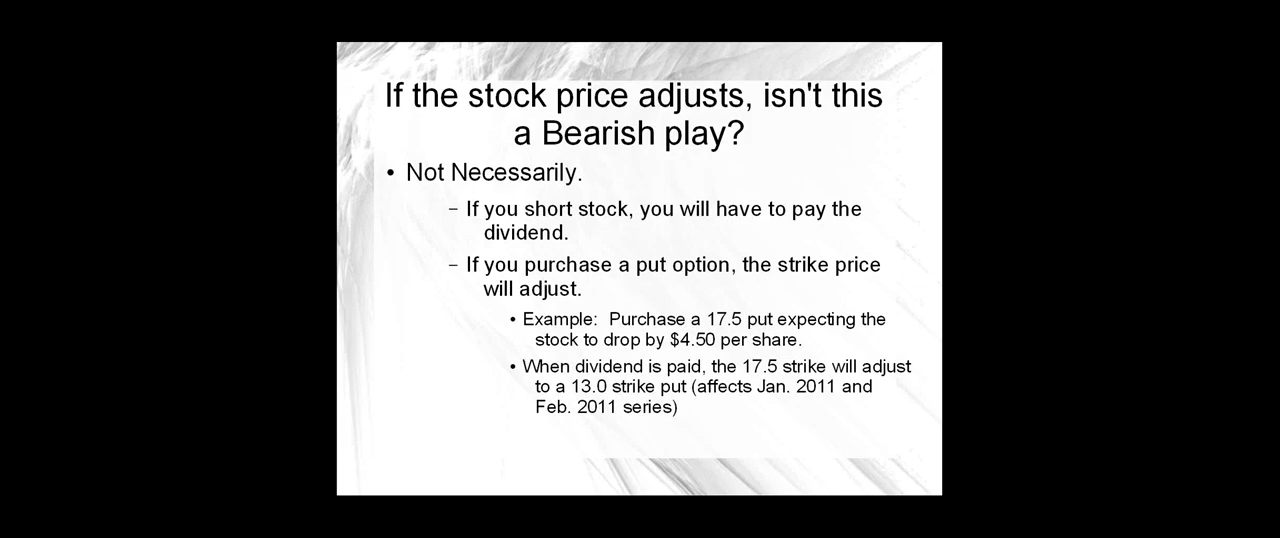 If the stock price adjusts, isn't this
a Bearish play?
• Not Necessarily.
– If you short stock, you will have to pay the
dividend.
– If you purchase a put option, the strike price
will adjust.
• Example:  Purchase a 17.5 put expecting the
stock to drop by $4.50 per share.
• When dividend is paid, the 17.5 strike will adjust
to a 13.0 strike put (affects Jan. 2011 and
Feb. 2011 series)